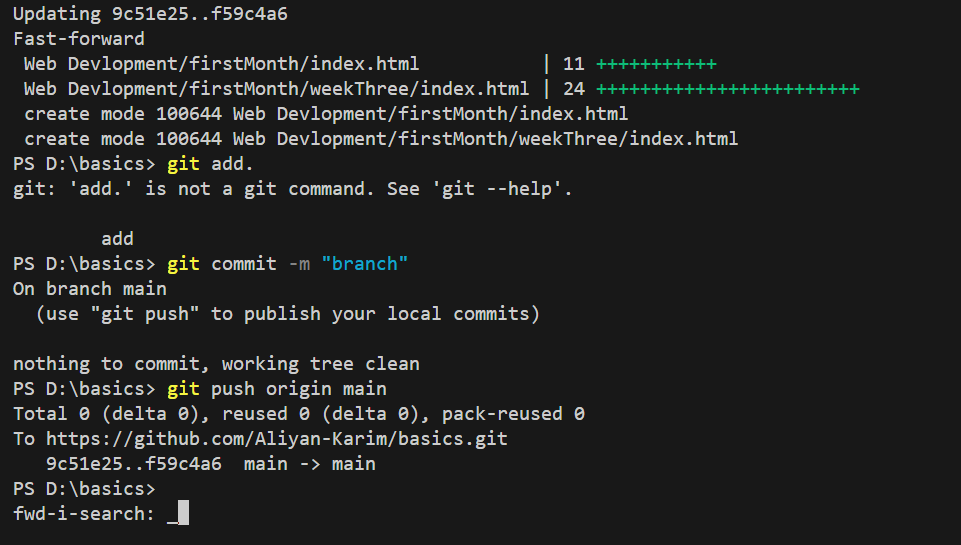 Updating 9c51e25..f59c4a6
Fast-forward
 Web Devlopment/firstMonth/index.html           | 11 +++++++++++
 Web Devlopment/firstMonth/weekThree/index.html | 24 ++++++++++++++++++++++++
 create mode 100644 Web Devlopment/firstMonth/index.html
 create mode 100644 Web Devlopment/firstMonth/weekThree/index.html
PS D:\basics> git add.
git: 'add.' is not a git command. See 'git --help'.

        add
PS D:\basics> git commit -m "branch"
On branch main
  (use "git push" to publish your local commits)

nothing to commit, working tree clean
PS D:\basics> git push origin main
Total 0 (delta 0), reused 0 (delta 0), pack-reused 0
To https://github.com/Aliyan-Karim/basics.git
   9c51e25..f59c4a6  main -> main
PS D:\basics>
fwd-i-search: _